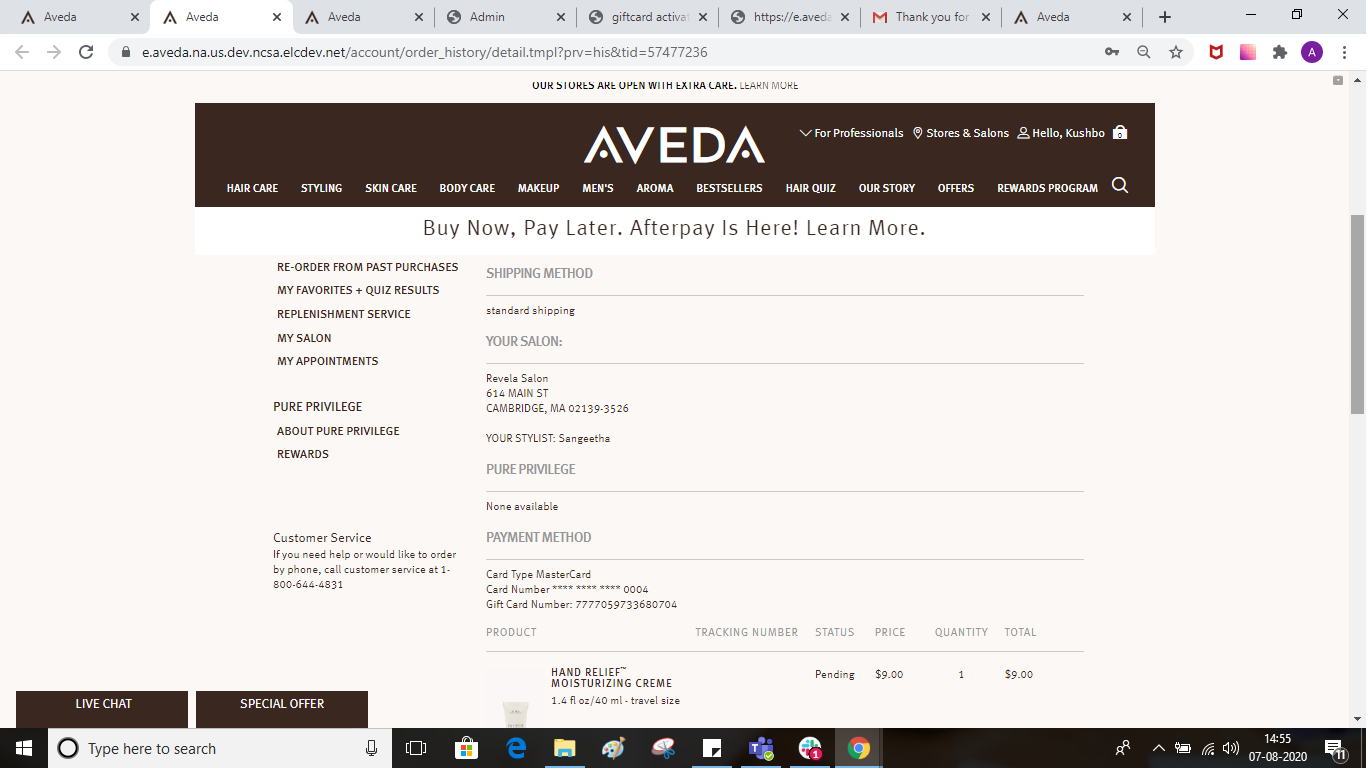 Aveda
Aveda
Aveda
Admin
giftcard activat
https://e.aveda
Thank you for
Aveda
e.aveda.na.us.dev.ncsa.elcdev.net/account/order_history/detail.tmpl?prv=his&tid=57477236
A
OUR STORES ARE OPEN WITH EXTRA CARE. LEARN MORE
AVEDA
For Professionals
Stores & Salons
Hello, Kushbo
0
HAIR CARE
STYLING
SKIN CARE
BODY CARE
MAKEUP
MEN'S
AROMA
BESTSELLERS
HAIR QUIZ
OUR STORY
OFFERS
REWARDS PROGRAM
Buy Now, Pay Later. Afterpay Is Here! Learn More.
RE-ORDER FROM PAST PURCHASES
MY FAVORITES + QUIZ RESULTS
REPLENISHMENT SERVICE
MY SALON
MY APPOINTMENTS
PURE PRIVILEGE
ABOUT PURE PRIVILEGE
REWARDS
Customer Service
If you need help or would like to order
by phone, call customer service at 1-
800-644-4831
SHIPPING METHOD
standard shipping
YOUR SALON:
Revela Salon
614 MAIN ST
CAMBRIDGE, MA 02139-3526
YOUR STYLIST: Sangeetha
PURE PRIVILEGE
None available
PAYMENT METHOD
Card Type MasterCard
Card Number **** **** **** 0004
Gift Card Number: 7777059733680704
PRODUCT
TRACKING NUMBER
STATUS
PRICE
QUANTITY
TOTAL
HAND RELIEF™
MOISTURIZING CREME
1.4 fl oz/40 ml - travel size
Pending
$9.00
1
$9.00
LIVE CHAT
SPECIAL OFFER
Type here to search
1
14:55
07-08-2020
11